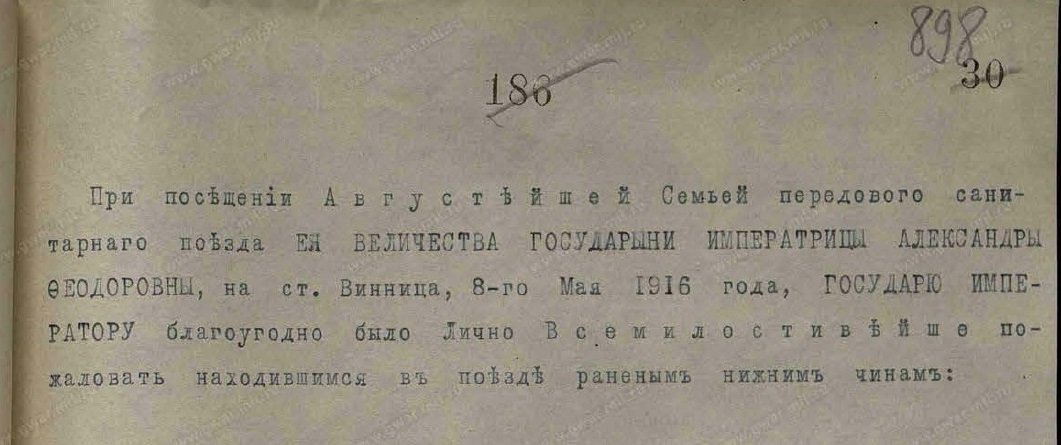 898
186
30
При посѣщенiи Августѣйшей Семьей передового сани-
тарнаго поѣзда ЕЯ ВЕЛИЧЕСТВА ГОСУДАРЫНИ ИМПЕРАТРИЦЫ АЛЕКСАНДРЫ
ѲЕОДОРОВНЫ, на ст. Винница, 8-го Мая 1916 года, ГОСУДАРЮ ИМПЕ-
РАТОРУ благоугодно было Лично Всемилостивѣйше по-
жаловать находившимся въ поѣздѣ раненымъ нижнимъ чинамъ: